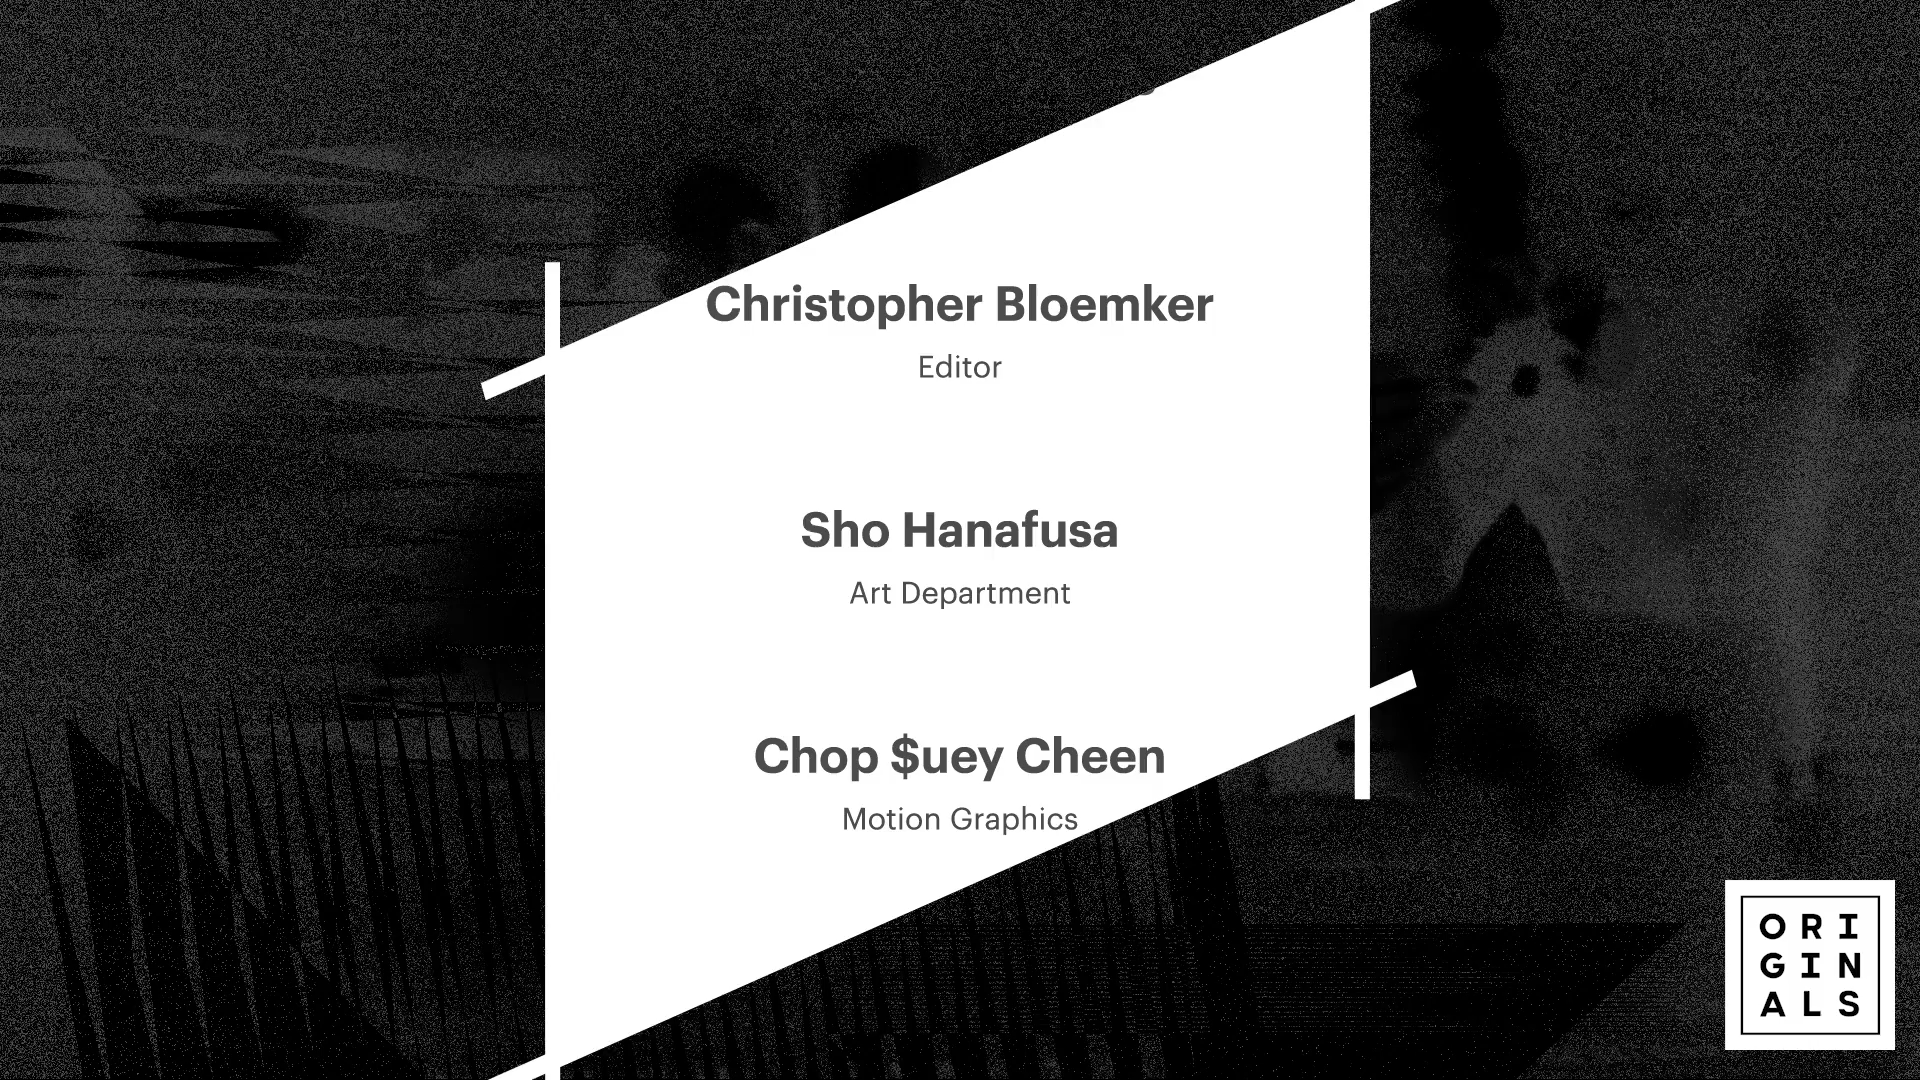 Christopher Bloemker
Editor
Sho Hanafusa
Art Department
Chop $uey Cheen
Motion Graphics
ORI
GIN
ALS